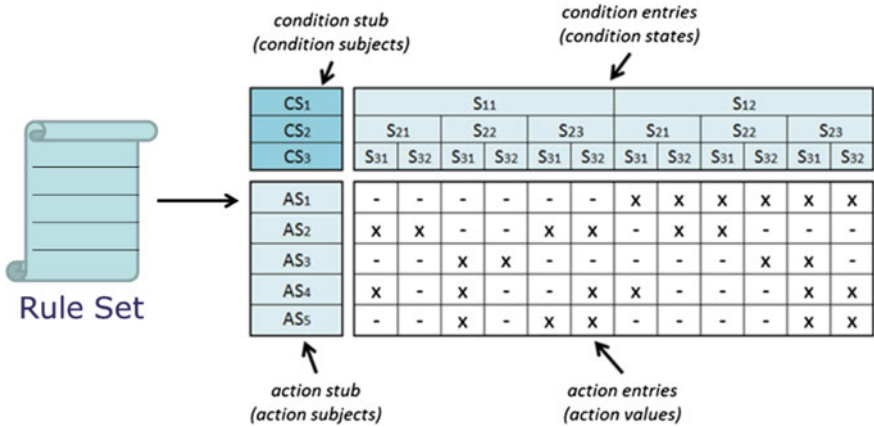 condition stub
(condition subjects)
condition entries
(condition states)
CS1 S11 S12
CS2 S21 S22 S23 S21 S22 S23
CS3 S31 S32 S31 S32 S31 S32 S31 S32 S31 S32 S31 S32
AS1 - - - - - - x x x x x x
AS2 x x - - x x - x x - - -
AS3 - - x x - - - - - x x -
AS4 x - x - - x x - - - x x
AS5 - - x - x x - - - - x x
Rule Set
action stub
(action subjects)
action entries
(action values)